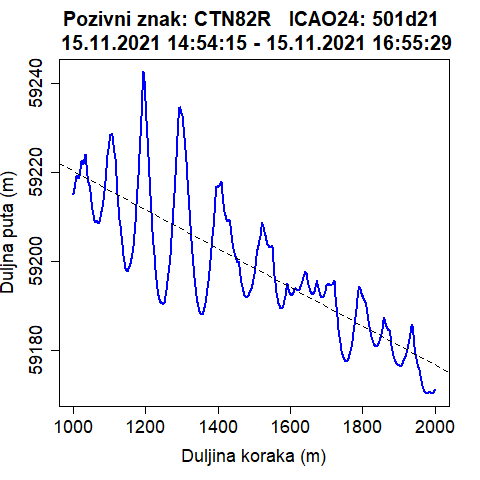 Pozivni znak: CTN82R ICAO24: 501d21
15.11.2021 14:54:15 - 15.11.2021 16:55:29
Duljna puta (m)
59240
59220
59200
59180
1000 1200 1400 1600 1800 2000
Duljina koraka (m)